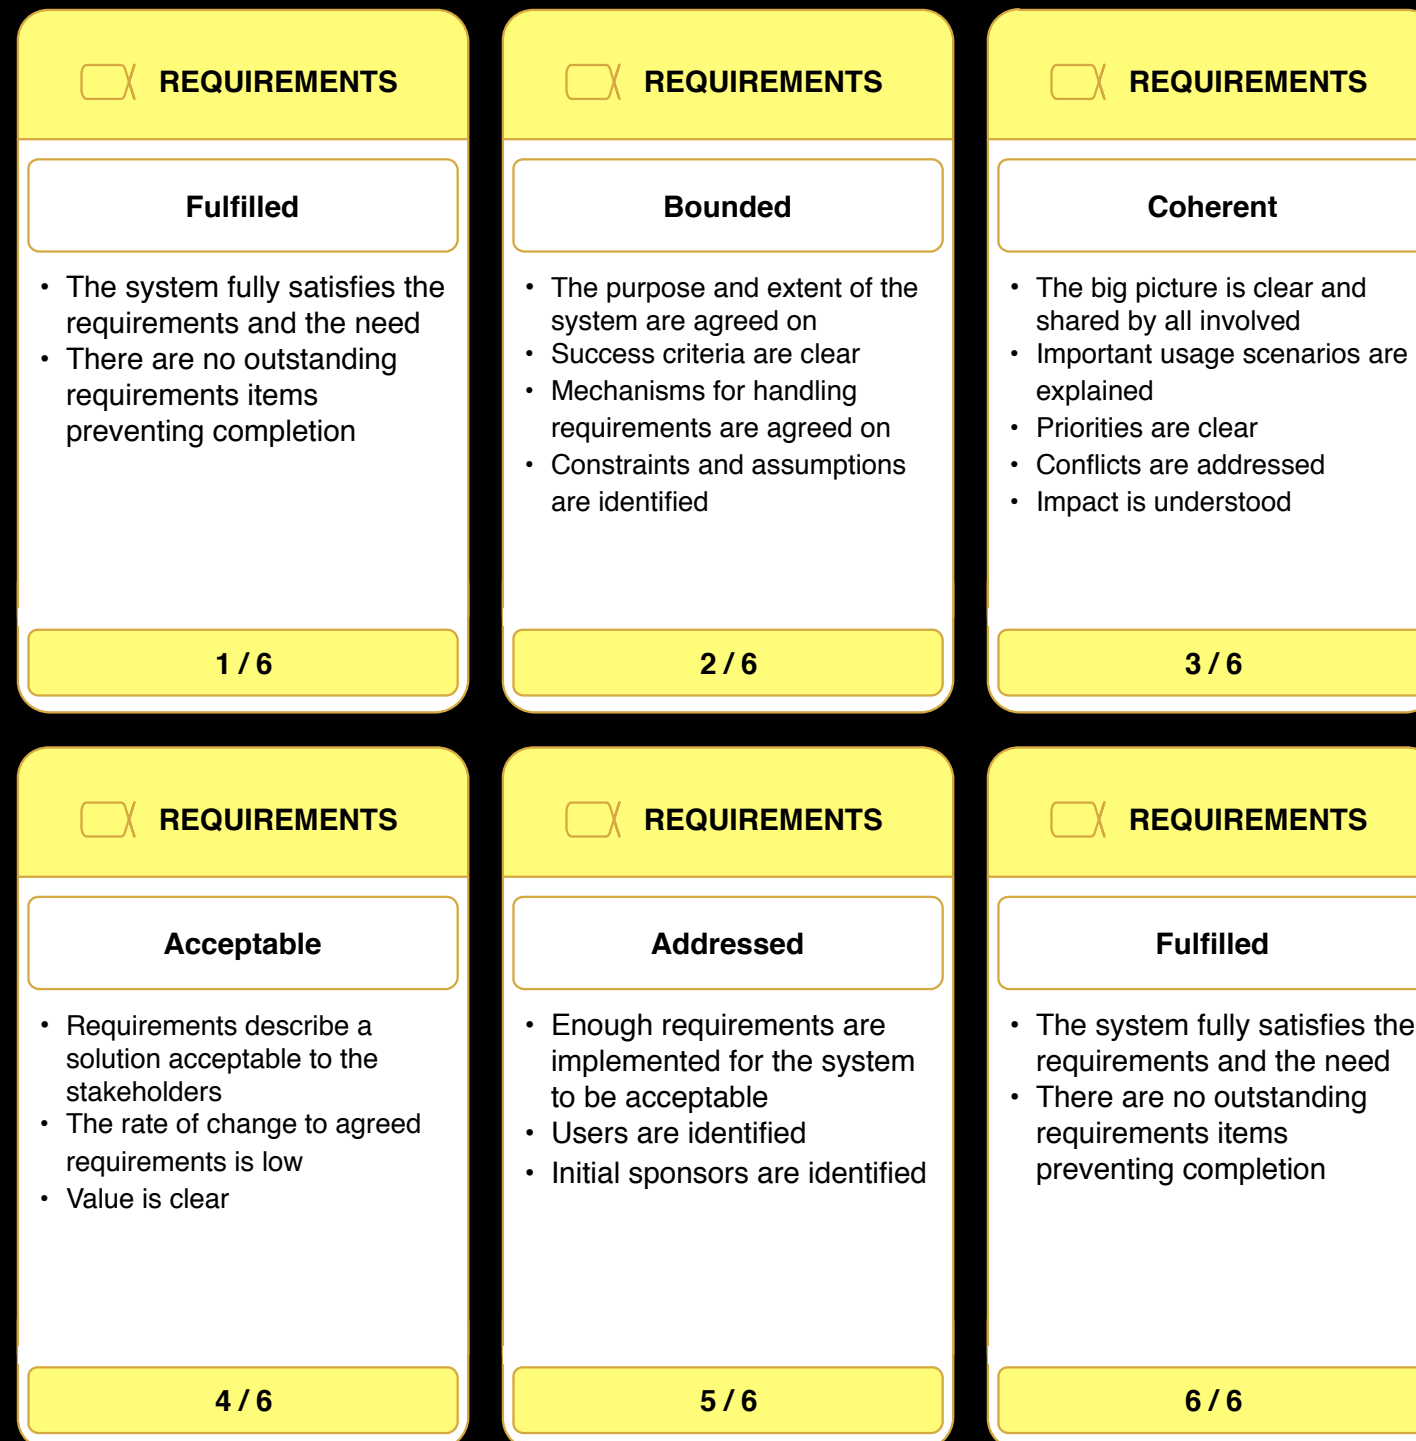 REQUIREMENTS
Fulfilled
• The system fully satisfies the
requirements and the need
• There are no outstanding
requirements items
preventing completion
1 / 6
REQUIREMENTS
Bounded
• The purpose and extent of the
system are agreed on
• Success criteria are clear
• Mechanisms for handling
requirements are agreed on
• Constraints and assumptions
are identified
2 / 6
REQUIREMENTS
Coherent
• The big picture is clear and
shared by all involved
• Important usage scenarios are
explained
• Priorities are clear
• Conflicts are addressed
• Impact is understood
3 / 6
REQUIREMENTS
Acceptable
• Requirements describe a
solution acceptable to the
stakeholders
• The rate of change to agreed
requirements is low
• Value is clear
4 / 6
REQUIREMENTS
Addressed
• Enough requirements are
implemented for the system
to be acceptable
• Users are identified
• Initial sponsors are identified
5 / 6
REQUIREMENTS
Fulfilled
• The system fully satisfies the
requirements and the need
• There are no outstanding
requirements items
preventing completion
6 / 6